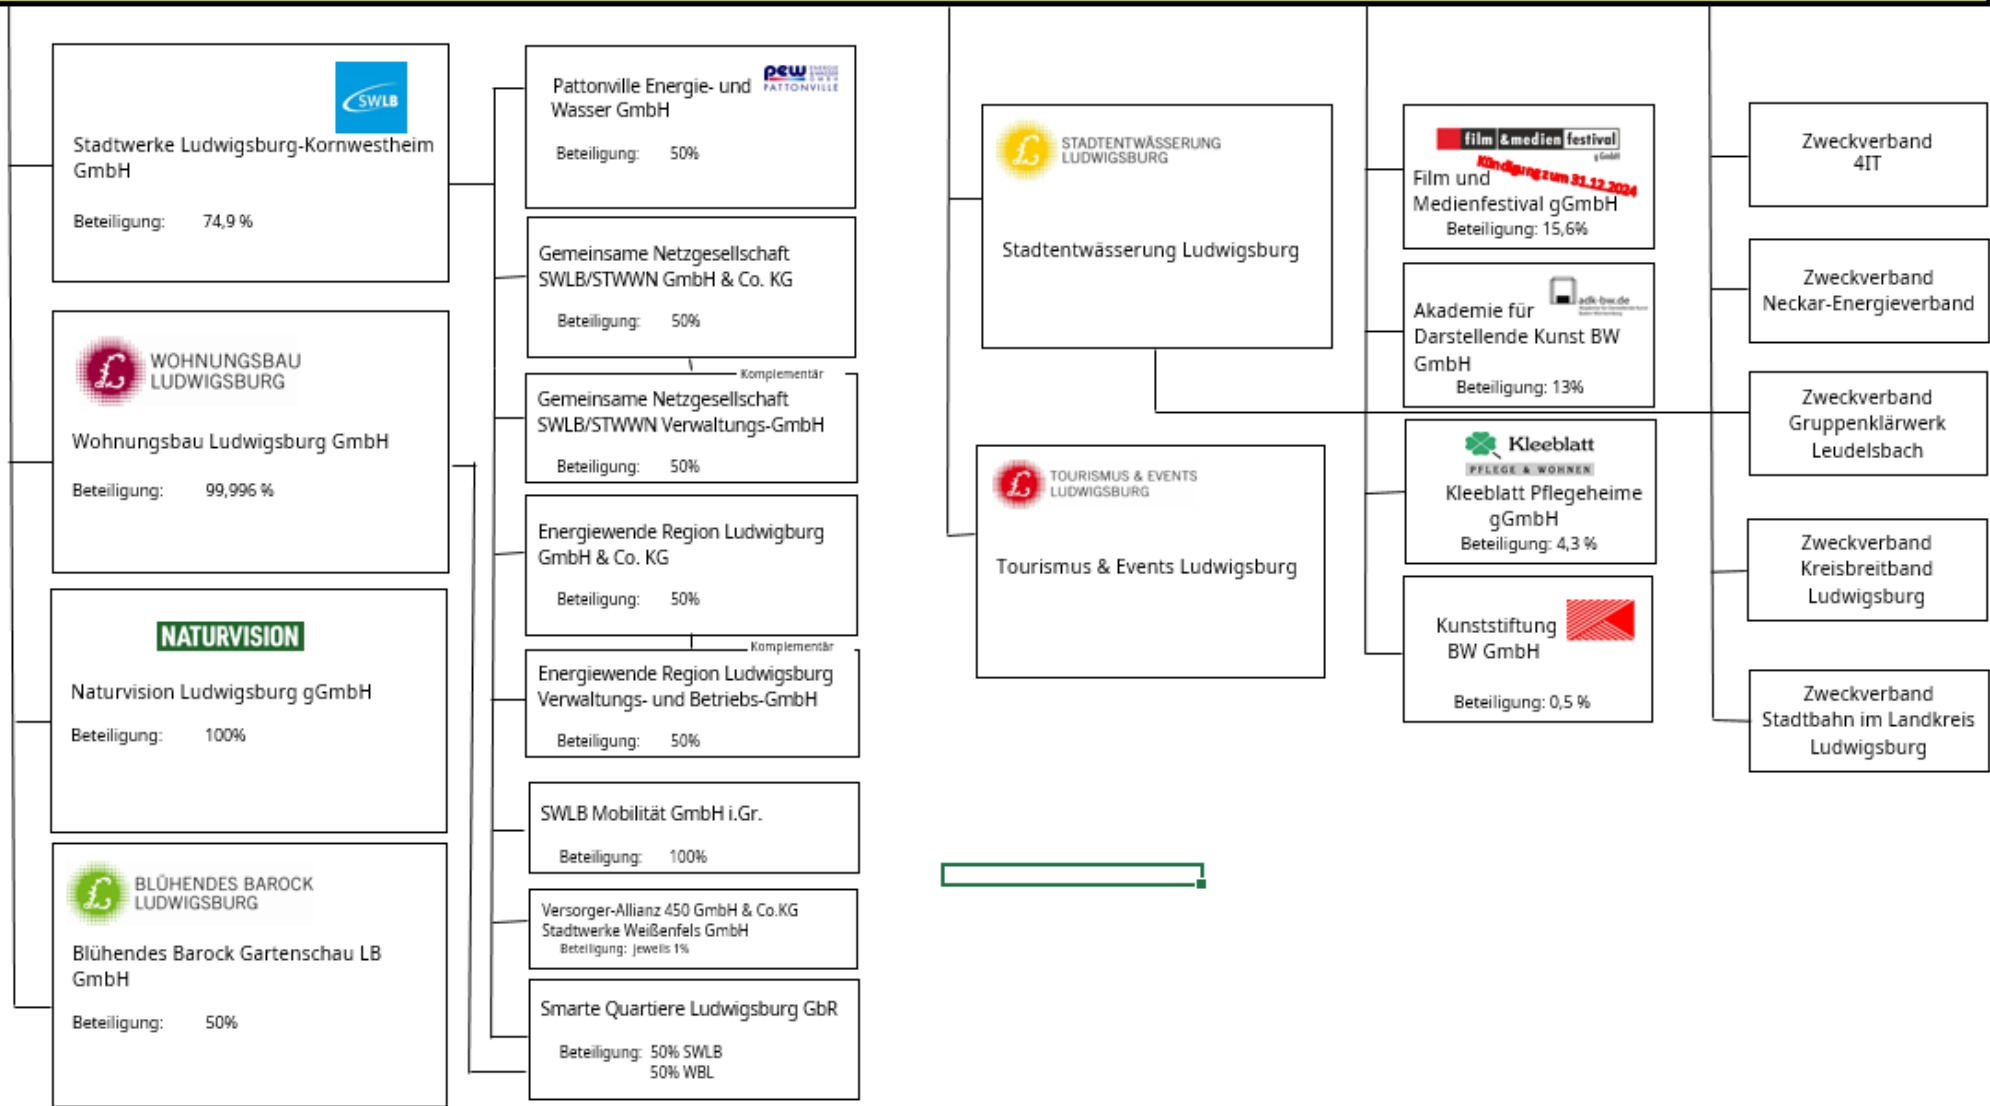 SWLB
Stadtwerke Ludwigsburg-Kornwestheim
GmbH
Beteiligung: 74,9 %
WOHNUNGSBAU
LUDWIGSBURG
Wohnungsbau Ludwigsburg GmbH
Beteiligung: 99,996 %
NATURVISION
Naturvision Ludwigsburg gGmbH
Beteiligung: 100%
BLÜHENDES BAROCK
LUDWIGSBURG
Blühendes Barock Gartenschau LB
GmbH
Beteiligung: 50%
pew
PATTONVILLE
Pattonville Energie- und
Wasser GmbH
Beteiligung: 50%
Gemeinsame Netzgesellschaft
SWLB/STWWN GmbH & Co. KG
Beteiligung: 50%
Komplementär
Gemeinsame Netzgesellschaft
SWLB/STWWN Verwaltungs-GmbH
Beteiligung: 50%
Energiewende Region Ludwigburg
GmbH & Co. KG
Beteiligung: 50%
Komplementär
Energiewende Region Ludwigsburg
Verwaltungs- und Betriebs-GmbH
Beteiligung: 50%
SWLB Mobilität GmbH i.Gr.
Beteiligung: 100%
Versorger-Allianz 450 GmbH & Co.KG
Stadtwerke Weißenfels GmbH
Beteiligung: jeweils 1%
Smarte Quartiere Ludwigsburg GbR
Beteiligung: 50% SWLB
50% WBL
STADTENTWÄSSERUNG
LUDWIGSBURG
Stadtentwässerung Ludwigsburg
TOURISMUS & EVENTS
LUDWIGSBURG
Tourismus & Events Ludwigsburg
film &medien festival
gGmbH
Kündigung zum 31.12.2024
Film und
Medienfestival gGmbH
Beteiligung: 15,6%
adk-bw.de
Akademie für
Darstellende Kunst BW
GmbH
Beteiligung: 13%
Kleeblatt
PFLEGE & WOHNEN
Kleeblatt Pflegeheime
gGmbH
Beteiligung: 4,3 %
Kunststiftung
BW GmbH
Beteiligung: 0,5 %
Zweckverband
4IT
Zweckverband
Neckar-Energieverband
Zweckverband
Gruppenklärwerk
Leudelsbach
Zweckverband
Kreisbreitband
Ludwigsburg
Zweckverband
Stadtbahn im Landkreis
Ludwigsburg